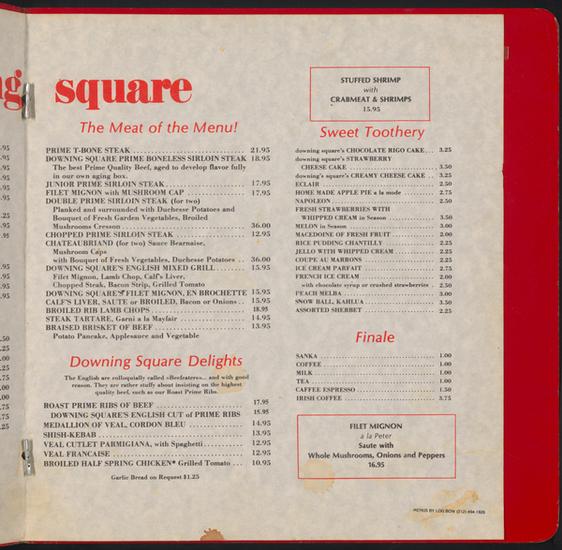 ng square
The Meat of the Menu!
PRIME T-BONE STEAK 21.95
DOWNING SQUARE PRIME BONELESS SIRLOIN STEAK 18.95
The best Prime Quality Beef, aged to develop flavor fully
in our own aging box.
JUNIOR PRIME SIRLOIN STEAK 17.95
FILET MIGNON with MUSHROOM CAP 17.95
DOUBLE PRIME SIRLOIN STEAK (for two)
Planked and surrounded with Duchesse Potatoes and
Bouquet of Fresh Garden Vegetables, Broiled
Mushrooms Cresson 36.00
CHOPPED PRIME SIRLOIN STEAK 12.95
CHATEAUBRIAND (for two) Sauce Bearnaise,
Mushroom Caps
with Bouquet of Fresh Vegetables, Duchesse Potatoes 36.00
DOWNING SQUARE'S ENGLISH MIXED GRILL 15.95
Filet Mignon, Lamb Chop, Calf's Liver,
Chopped Steak, Bacon Strip, Grilled Tomato
DOWNING SQUARE'S FILET MIGNON, EN BROCHETTE 15.95
CALF'S LIVER, SAUTE or BROILED, Bacon or Onions 15.95
BROILED RIB LAMB CHOPS 18.95
STEAK TARTARE, Garni a la Mayfair 14.95
BRAISED BRISKET OF BEEF 13.95
Potato Pancake, Applesauce and Vegetable
Downing Square Delights
The English are colloquially called «Beefeaters»... and with good
reason. They are rather stuffy about insisting on the highest
quality beef, such as our Roast Prime Ribs.
ROAST PRIME RIBS OF BEEF 17.95
DOWNING SQUARE'S ENGLISH CUT OF PRIME RIBS 15.95
MEDALLION OF VEAL, CORDON BLEU 14.95
SHISH-KEBAB 13.95
VEAL CUTLET PARMIGIANA, with Spaghetti 12.95
VEAL FRANCAISE 12.95
BROILED HALF SPRING CHICKEN* Grilled Tomato 10.95
Garlic Bread on Request $1.25
STUFFED SHRIMP
with
CRABMEAT & SHRIMPS
15.95
Sweet Toothery
downing square's CHOCOLATE RIGO CAKE 3.25
downing square's STRAWBERRY
CHEESE CAKE 3.50
downing's square CREAMY CHEESE CAKE 3.25
ECLAIR 2.50
HOME MADE APPLE PIE a la mode 2.75
NAPOLEON 2.50
FRESH STRAWBERRIES WITH
WHIPPED CREAM in Season 3.50
MELON in Season 3.00
MACEDOINE OF FRESH FRUIT 2.00
RICE PUDDING CHANTILLY 2.25
JELLO WITH WHIPPED CREAM 2.25
COUPE AU MARRONS 2.25
ICE CREAM PARFAIT 2.75
FRENCH ICE CREAM 2.00
with chocolate syrup or crushed strawberries 2.50
PEACH MELBA 3.00
SNOW BALL, KAHLUA 3.50
ASSORTED SHERBET 2.25
Finale
SANKA 1.00
COFFEE 1.00
MILK 1.00
TEA 1.00
CAFFEE ESPRESSO 1.50
IRISH COFFEE 3.75
FILET MIGNON
a la Peter
Saute with
Whole Mushrooms, Onions and Peppers
16.95
MENUS BY LOU BOW (212) 494-1926